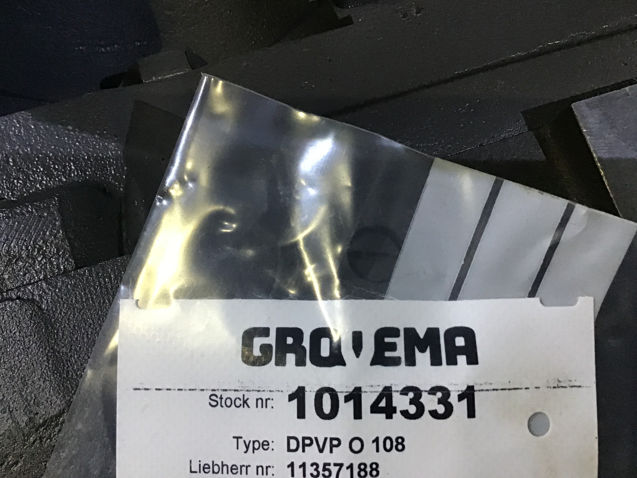 GROVEMA
Stock nr: 1014331
Type: DPVP O 108
Liebherr nr: 11357188